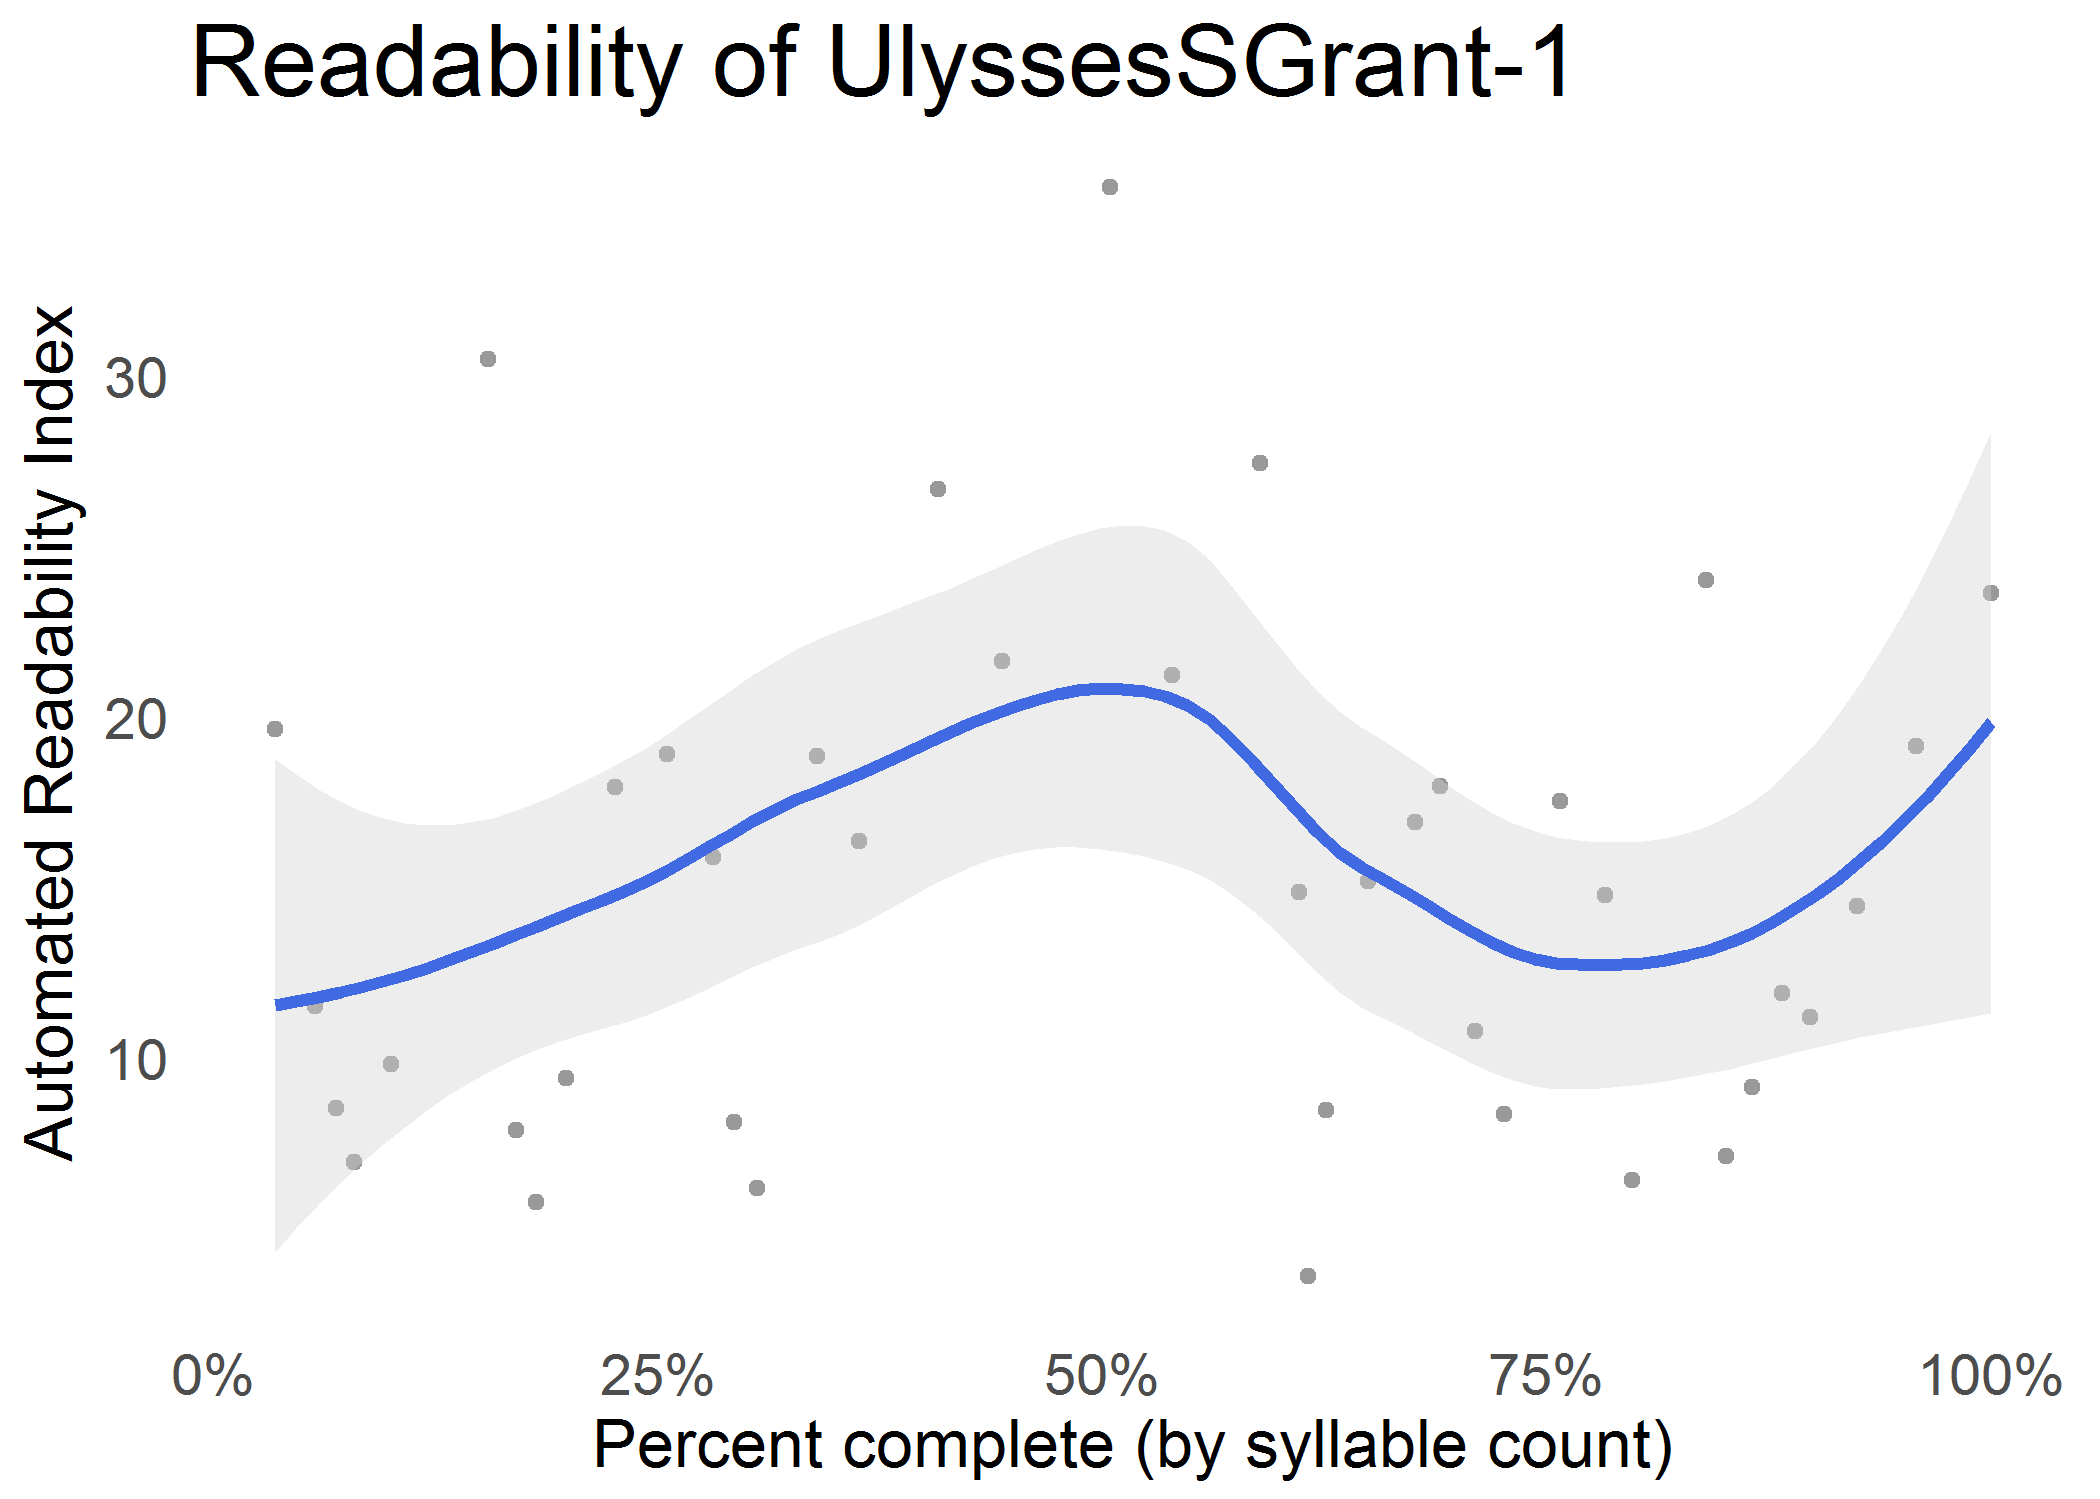 Readability of UlyssesSGrant-1
Automated Readability Index
30
20
10
0% 25% 50% 75% 100%
Percent complete (by syllable count)